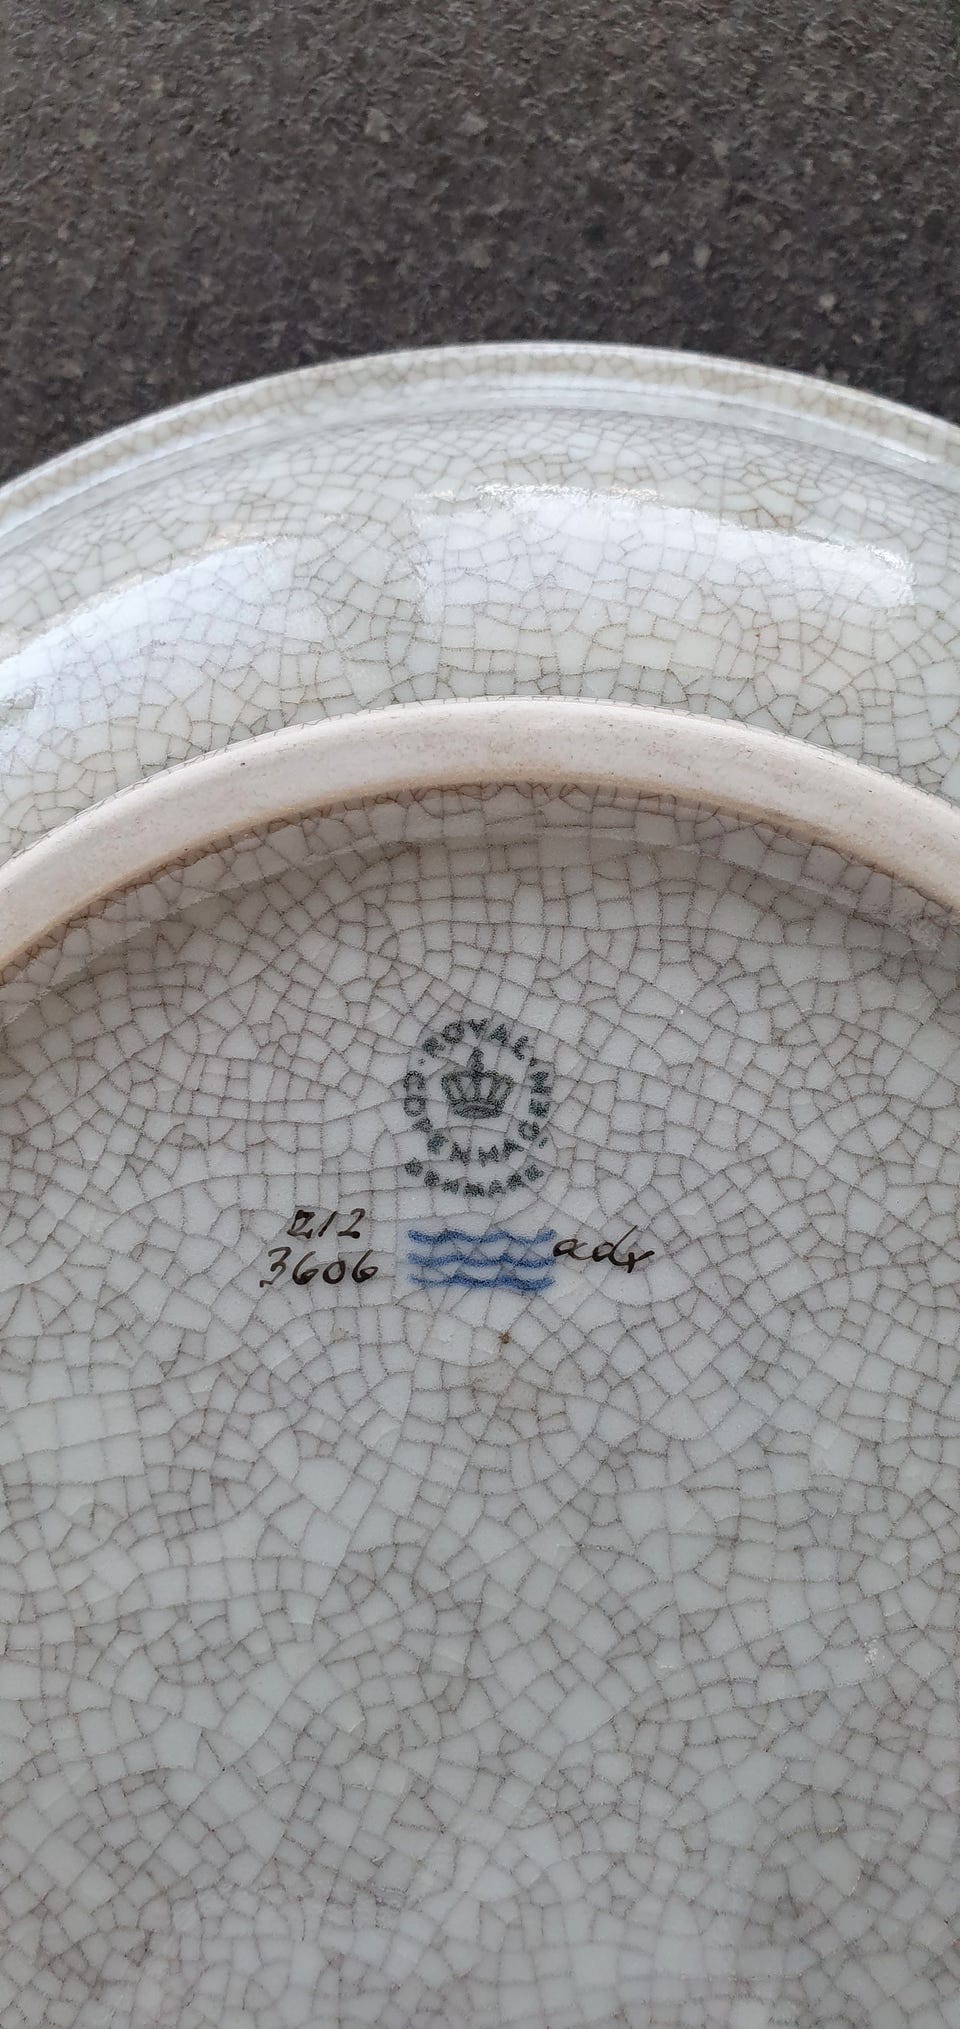 ROYAL
COPENHAGEN
DENMARK
212
3606